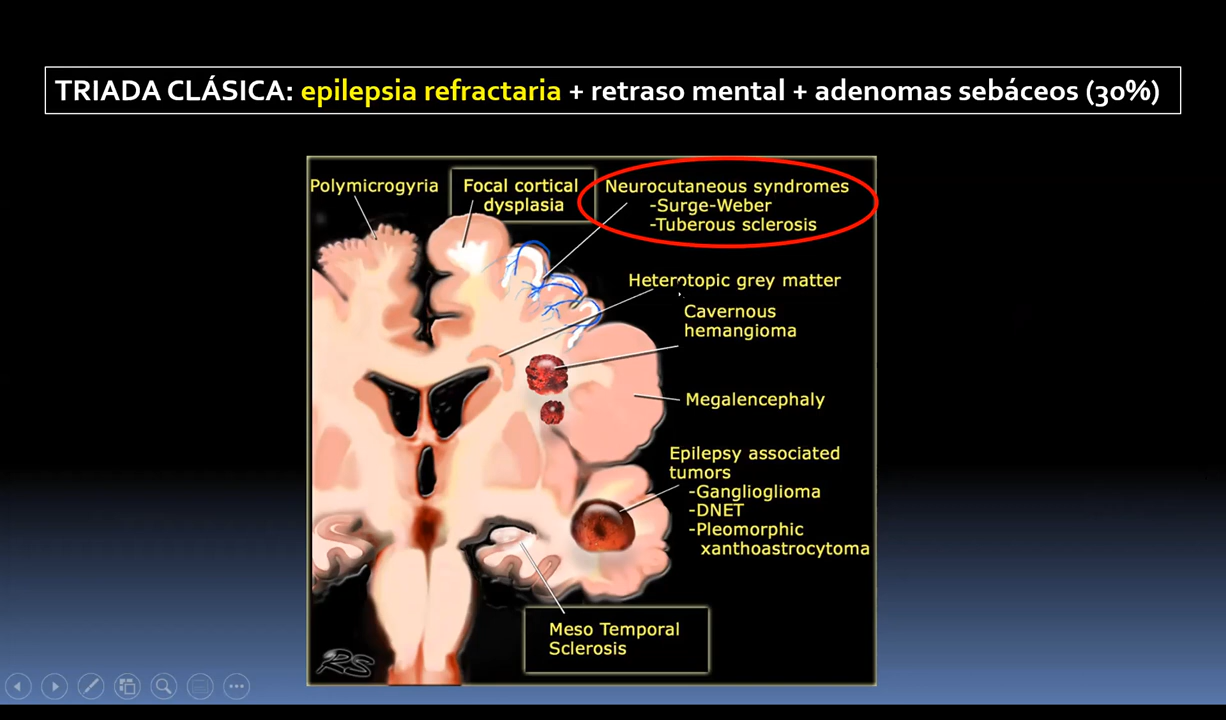 TRIADA CLÁSICA: epilepsia refractaria + retraso mental + adenomas sebáceos (30%)
Polymicrogyria
Focal cortical
dysplasia
Neurocutaneous syndromes
-Surge-Weber
-Tuberous sclerosis
Heterotopic grey matter
Cavernous
hemangioma
Megalencephaly
Epilepsy associated
tumors
-Ganglioglioma
-DNET
-Pleomorphic
xanthoastrocytoma
Meso Temporal
Sclerosis
RS